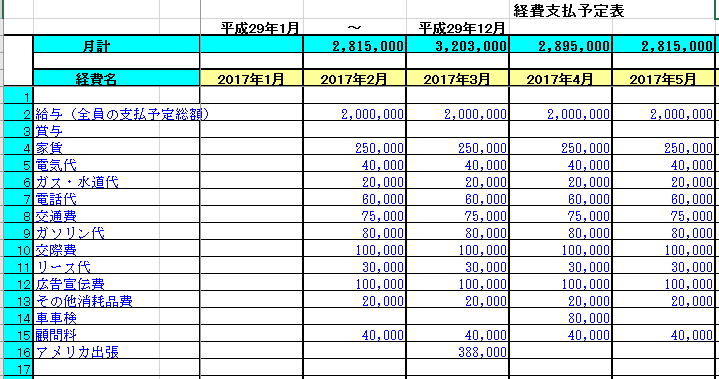 経費支払予定表
平成29年1月 ～ 平成29年12月
月計 2,815,000 3,203,000 2,895,000 2,815,000
経費名 2017年1月 2017年2月 2017年3月 2017年4月 2017年5月
1
2 給与（全員の支払予定総額） 2,000,000 2,000,000 2,000,000 2,000,000
3 賞与
4 家賃 250,000 250,000 250,000 250,000
5 電気代 40,000 40,000 40,000 40,000
6 ガス・水道代 20,000 20,000 20,000 20,000
7 電話代 60,000 60,000 60,000 60,000
8 交通費 75,000 75,000 75,000 75,000
9 ガソリン代 80,000 80,000 80,000 80,000
10 交際費 100,000 100,000 100,000 100,000
11 リース代 30,000 30,000 30,000 30,000
12 広告宣伝費 100,000 100,000 100,000 100,000
13 その他消耗品費 20,000 20,000 20,000 20,000
14 車車検 80,000
15 顧問料 40,000 40,000 40,000 40,000
16 アメリカ出張 388,000
17